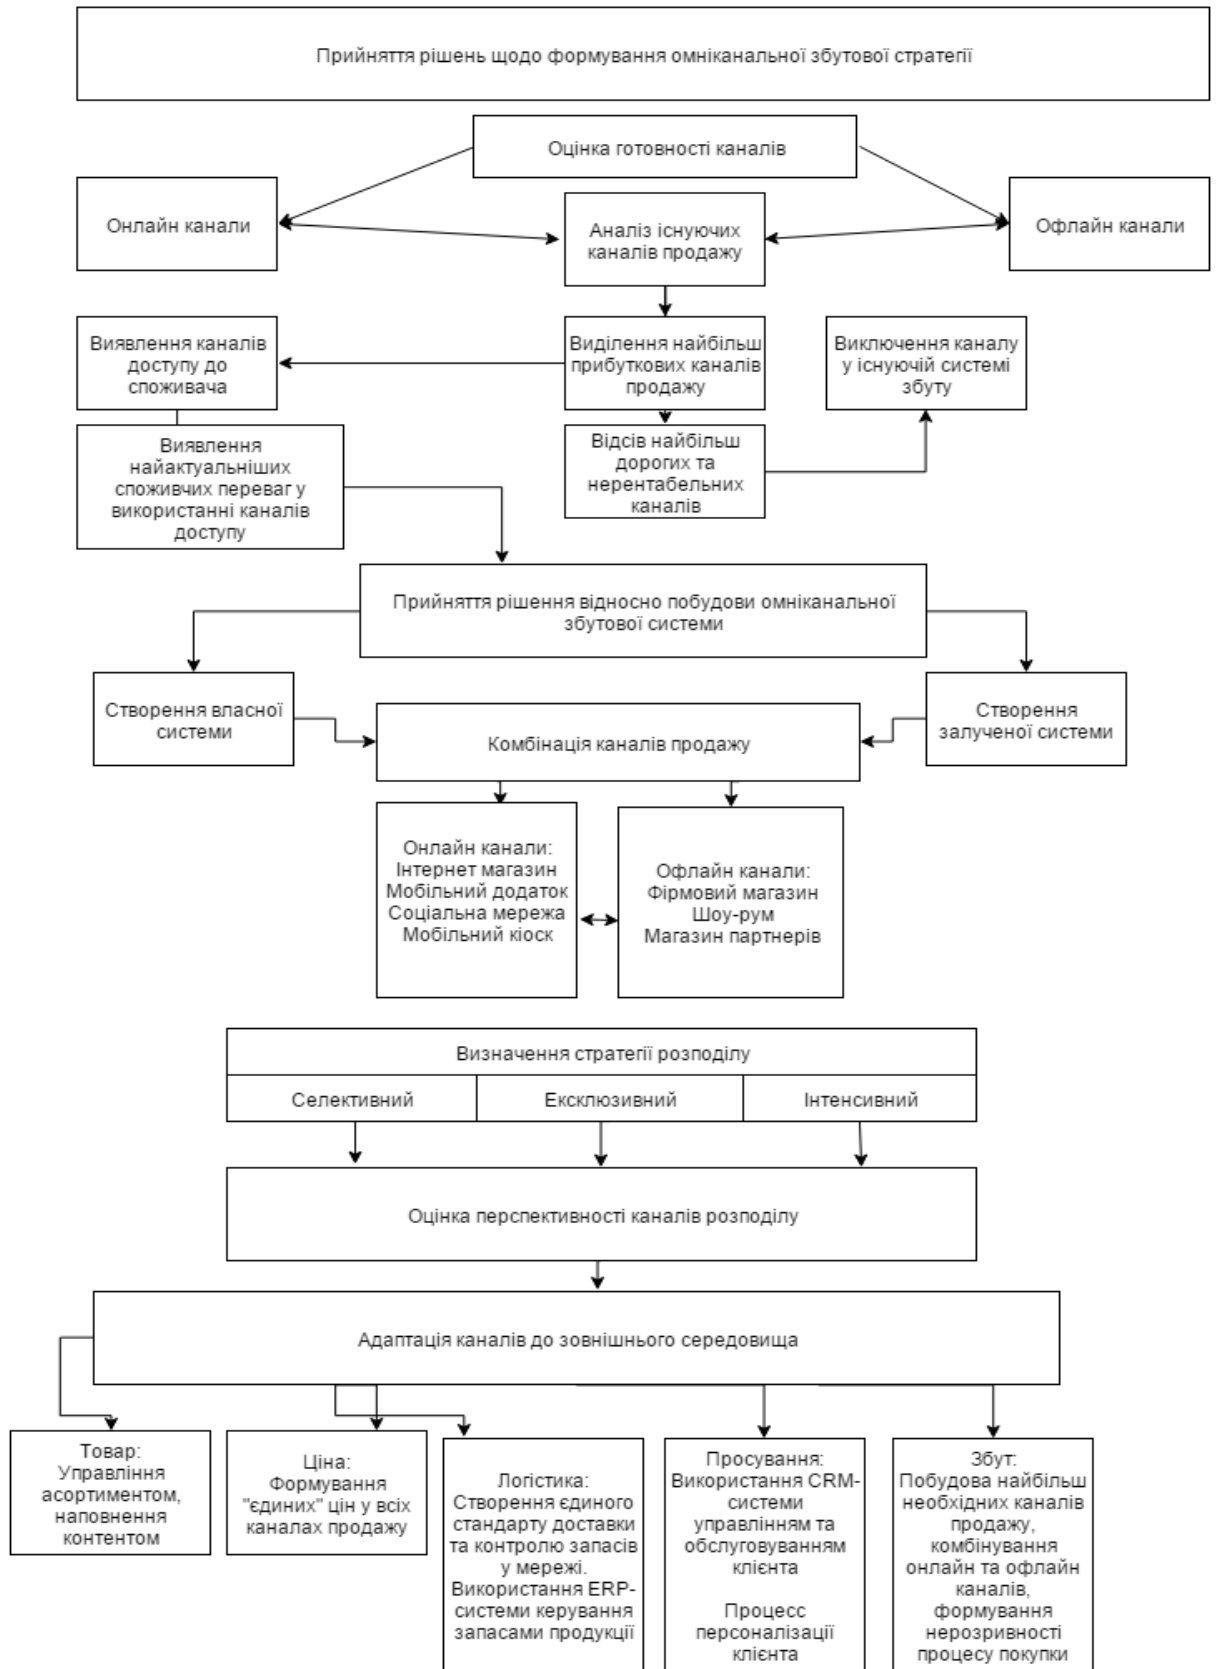 Прийняття рішень щодо формування омніканальної збутової стратегії
Оцінка готовності каналів
Онлайн канали
Аналіз існуючих
каналів продажу
Офлайн канали
Виявлення каналів
доступу до
споживача
Виділення найбільш
прибуткових каналів
продажу
Виключення каналу
у існуючій системі
збуту
Виявлення
найактуальніших
споживчих переваг у
використанні каналів
доступу
Відсів найбільш
дорогих та
нерентабельних
каналів
Прийняття рішення відносно побудови омніканальної
збутової системи
Створення власної
системи
Комбінація каналів продажу
Створення
залученої системи
Онлайн канали:
Інтернет магазин
Мобільний додаток
Соціальна мережа
Мобільний кіоск
Офлайн канали:
Фірмовий магазин
Шоу-рум
Магазин партнерів
Визначення стратегії розподілу
Селективний
Ексклюзивний
Інтенсивний
Оцінка перспективності каналів розподілу
Адаптація каналів до зовнішнього середовища
Товар:
Управління
асортиментом,
наповнення
контентом
Ціна:
Формування
"єдиних" цін у всіх
каналах продажу
Логістика:
Створення єдиного
стандарту доставки
та контролю запасів
у мережі.
Використання ERP-
системи керування
запасами продукції
Просування:
Використання CRM-
системи
управлінням та
обслуговуванням
клієнта
Процесс
персоналізації
клієнта
Збут:
Побудова найбільш
необхідних каналів
продажу,
комбінування
онлайн та офлайн
каналів,
формування
нерозривності
процесу покупки